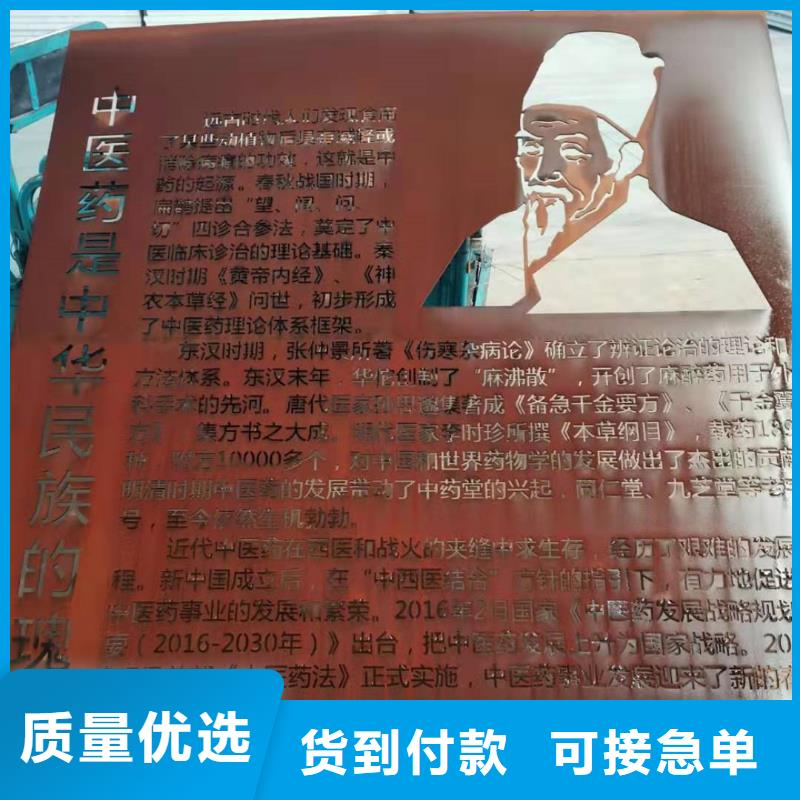 中医药是中华民族的瑰
远古时代人们发现食用
了某些动植物后具有缓轻或
消除病痛的功效,这就是中
药的起源。春秋战国时期,
扁鹊提出“望、闻、问、
切”四诊合参法,奠定了中
医临床诊治的理论基础。秦
汉时期《黄帝内经》、《神
农本草经》问世,初步形成
了中医药理论体系框架。
东汉时期,张仲景所著《伤寒杂病论》确立了辨证论治的理论和
方法体系。东汉末年,华佗创制了“麻沸散”,开创了麻醉药用于外
科手术的先河。唐代医家孙思邈集著成《备急千金要方》、《千金翼
方》,集方书之大成。明代医家李时珍所撰《本草纲目》,载药189
种,附方10000多个,对中医和世界药物学的发展做出了杰出的贡献
明清时期中医药的发展带动了中药堂的兴起,同仁堂、九芝堂等老字
号,至今依然生机勃勃。
近代中医药在西医和战火的夹缝中求生存,经历了艰难的发展
程。新中国成立后,在“中西医结合”方针的指引下,有力地促进
中医药事业的发展和繁荣。2016年2月国家《中医药发展战略规划
要(2016-2030年)》出台,把中医药发展上升为国家战略。20
《中医药法》正式实施,中医药事业发展迎来了新的春
质量优选
货到付款 可接急单